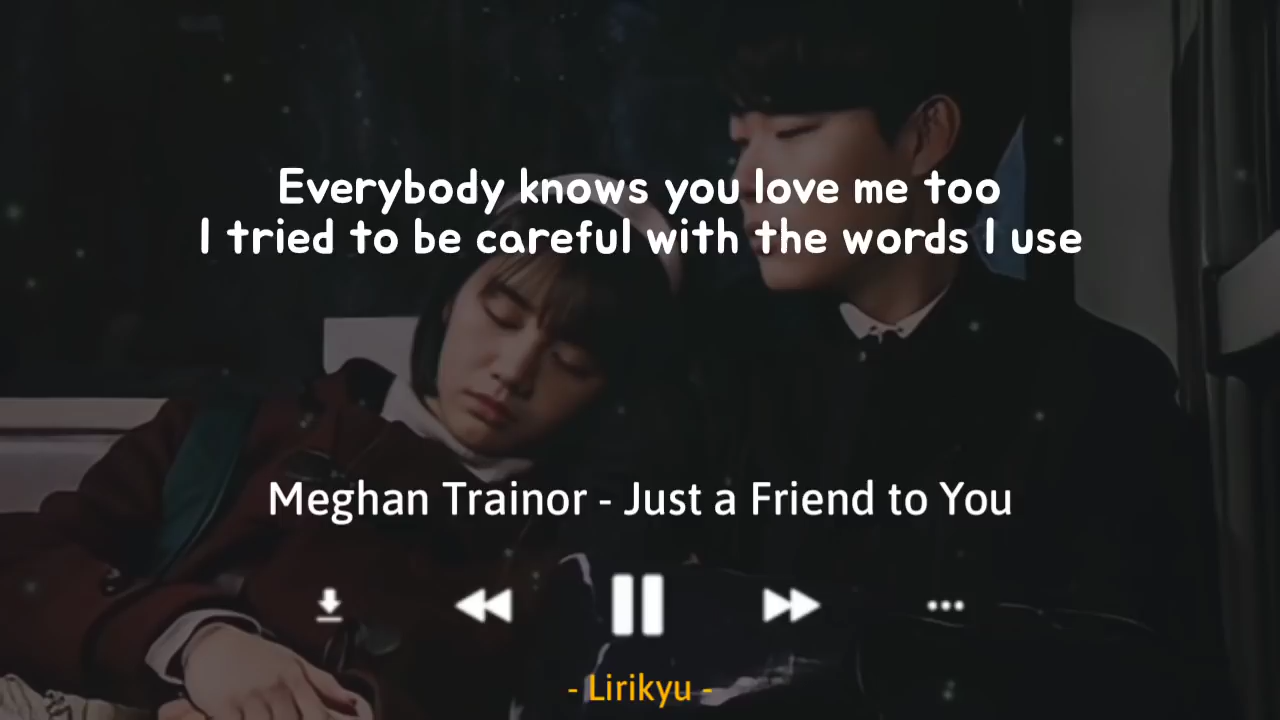 Everybody knows you love me too
I tried to be careful with the words I use
Meghan Trainor - Just a Friend to You
- Lirikyu -